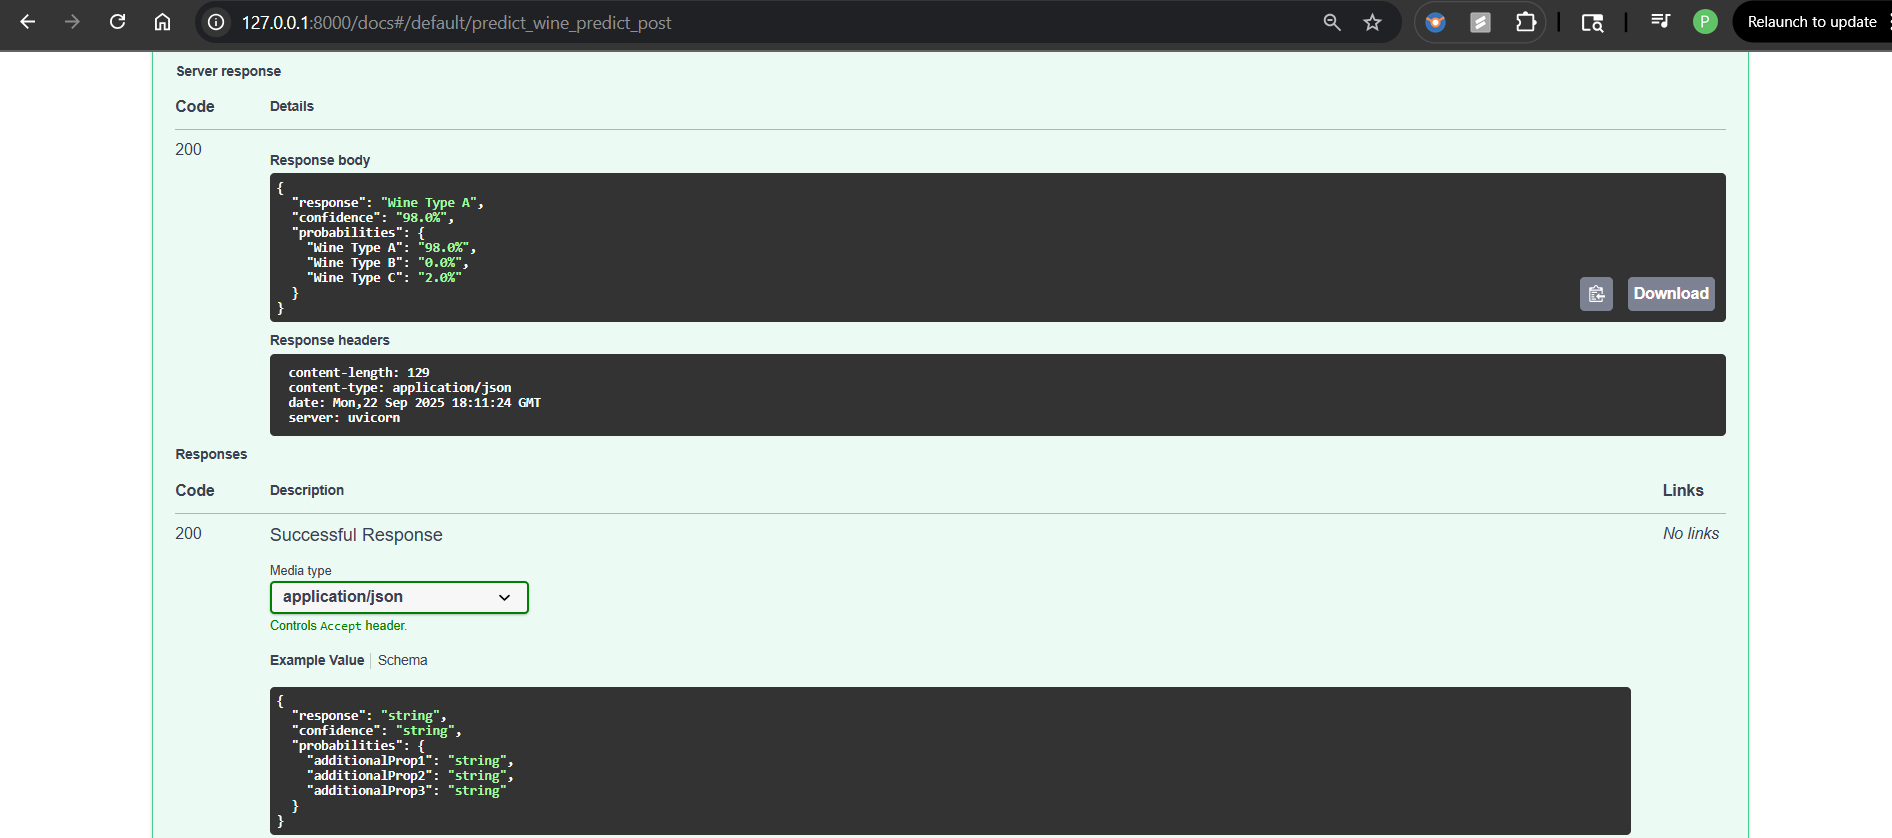 127.0.0.1:8000/docs#/default/predict_wine_predict_post
P
Relaunch to update
Server response
Code Details
200
Response body
{
"response": "Wine Type A",
"confidence": "98.0%",
"probabilities": {
"Wine Type A": "98.0%",
"Wine Type B": "0.0%",
"Wine Type C": "2.0%"
}
}
Download
Response headers
content-length: 129
content-type: application/json
date: Mon,22 Sep 2025 18:11:24 GMT
server: uvicorn
Responses
Code Description Links
200 Successful Response No links
Media type
application/json
Controls Accept header.
Example Value Schema
{
"response": "string",
"confidence": "string",
"probabilities": {
"additionalProp1": "string",
"additionalProp2": "string",
"additionalProp3": "string"
}
}